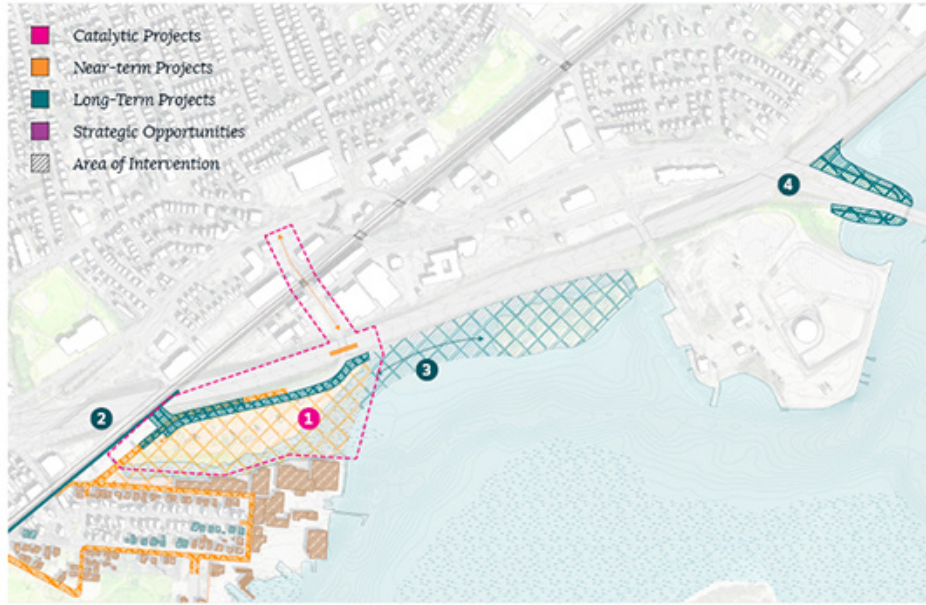 Catalytic Projects
Near-term Projects
Long-Term Projects
Strategic Opportunities
Area of Intervention
4
3
2
1